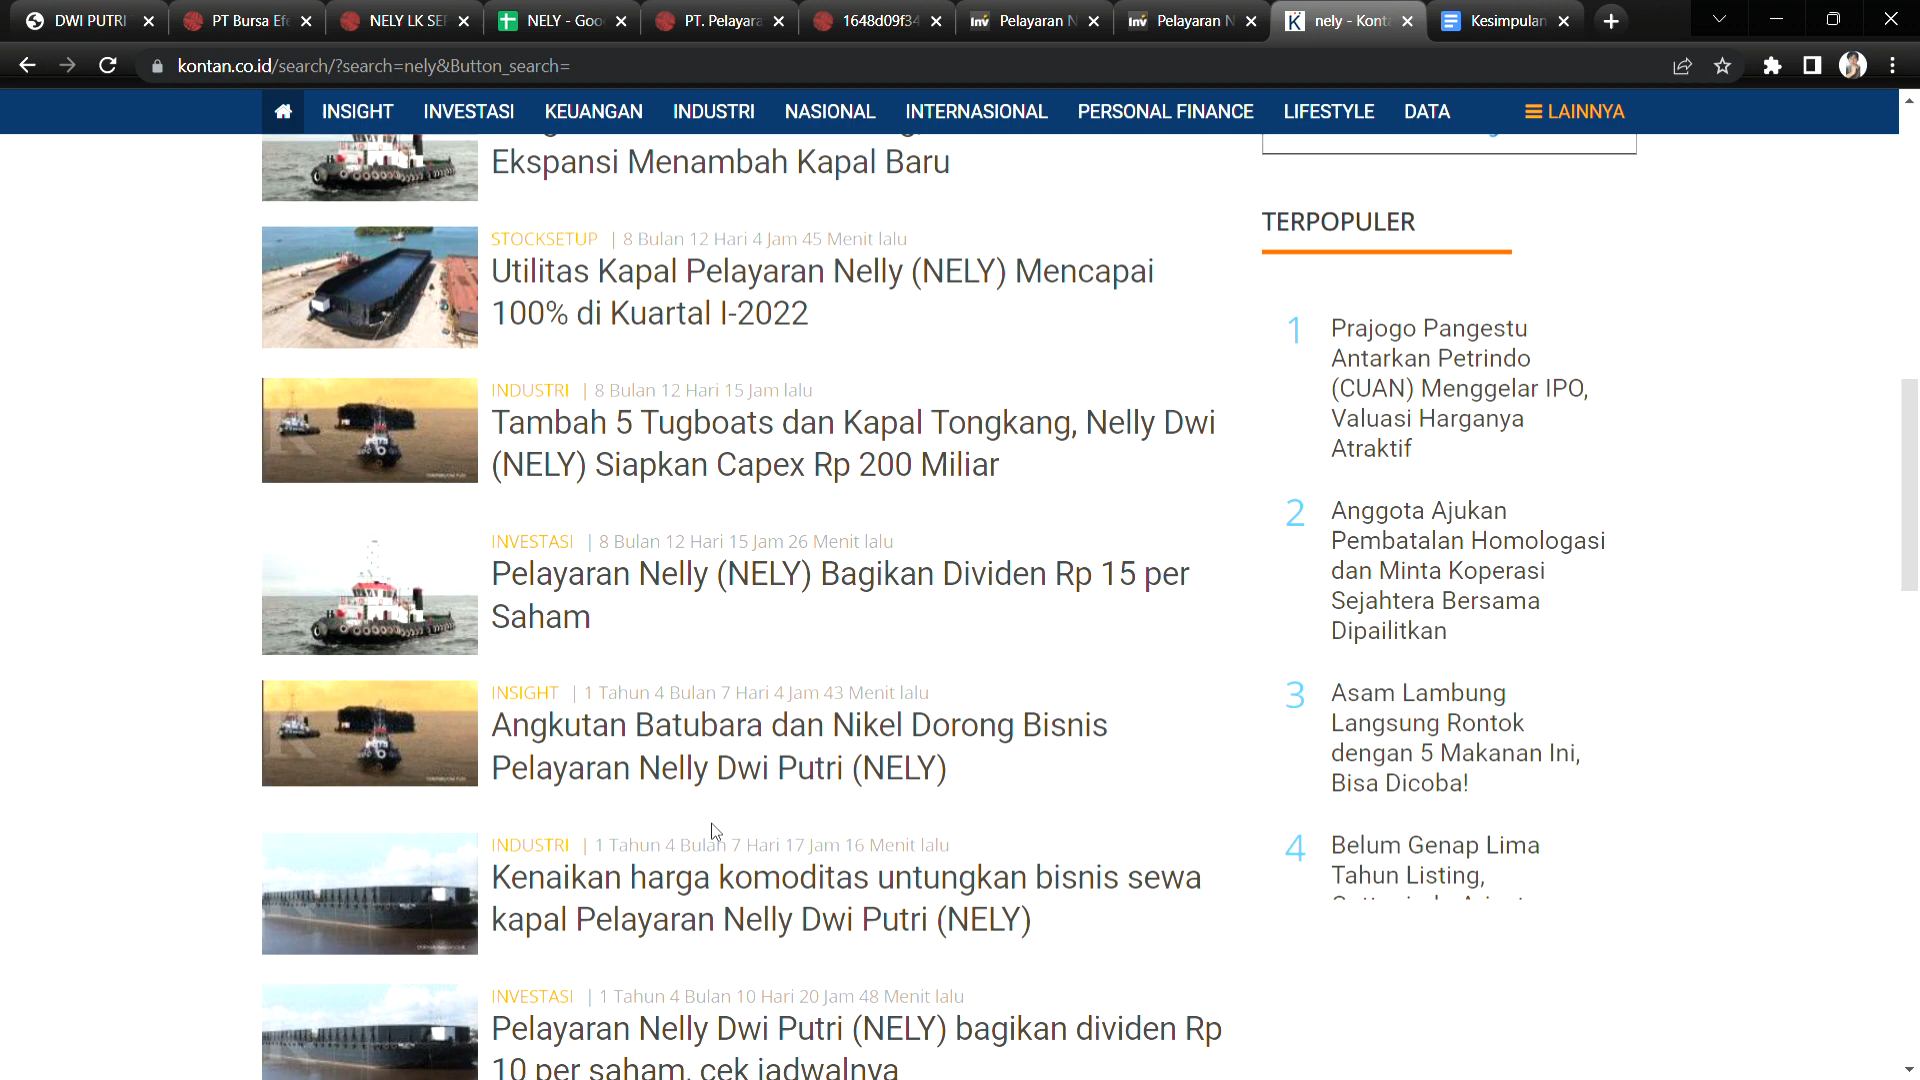 DWI PUTRI
PT Bursa Efe
NELY LK SEI
NELY - Goo
PT. Pelayara
1648d09f34
Pelayaran N
Pelayaran N
nely - Konta
Kesimpulan
kontan.co.id/search/?search=nely&Button_search=
INSIGHT INVESTASI KEUANGAN INDUSTRI NASIONAL INTERNASIONAL PERSONAL FINANCE LIFESTYLE DATA LAINNYA
Ekspansi Menambah Kapal Baru
STOCKSETUP | 8 Bulan 12 Hari 4 Jam 45 Menit lalu
Utilitas Kapal Pelayaran Nelly (NELY) Mencapai
100% di Kuartal I-2022
INDUSTRI | 8 Bulan 12 Hari 15 Jam lalu
Tambah 5 Tugboats dan Kapal Tongkang, Nelly Dwi
(NELY) Siapkan Capex Rp 200 Miliar
INVESTASI | 8 Bulan 12 Hari 15 Jam 26 Menit lalu
Pelayaran Nelly (NELY) Bagikan Dividen Rp 15 per
Saham
INSIGHT | 1 Tahun 4 Bulan 7 Hari 4 Jam 43 Menit lalu
Angkutan Batubara dan Nikel Dorong Bisnis
Pelayaran Nelly Dwi Putri (NELY)
INDUSTRI | 1 Tahun 4 Bulan 7 Hari 17 Jam 16 Menit lalu
Kenaikan harga komoditas untungkan bisnis sewa
kapal Pelayaran Nelly Dwi Putri (NELY)
INVESTASI | 1 Tahun 4 Bulan 10 Hari 20 Jam 48 Menit lalu
Pelayaran Nelly Dwi Putri (NELY) bagikan dividen Rp
10 per saham, cek jadwalnya
TERPOPULER
1
Prajogo Pangestu
Antarkan Petrindo
(CUAN) Menggelar IPO,
Valuasi Harganya
Atraktif
2
Anggota Ajukan
Pembatalan Homologasi
dan Minta Koperasi
Sejahtera Bersama
Dipailitkan
3
Asam Lambung
Langsung Rontok
dengan 5 Makanan Ini,
Bisa Dicoba!
4
Belum Genap Lima
Tahun Listing,